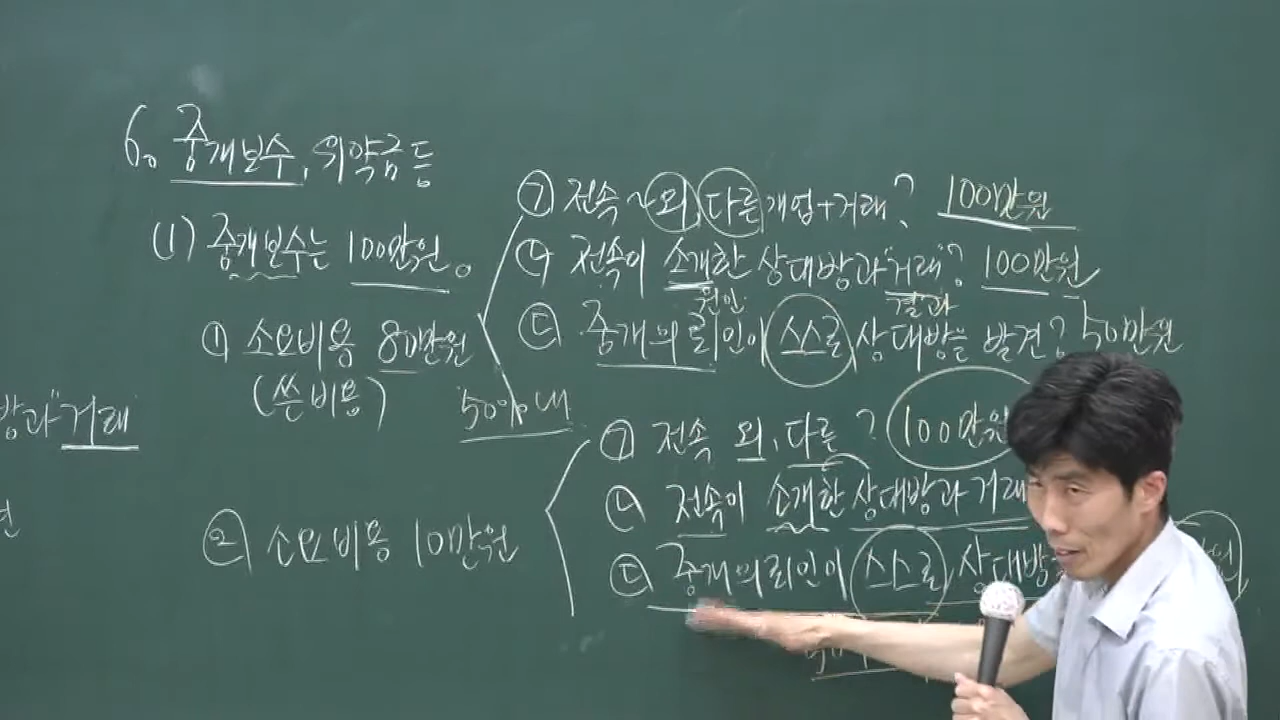 6. 중개보수, 위약금 등
(1) 중개보수는 100만원.
① 소요비용 80만원
(쓴 비용)
50% 내
㉠ 전속~외, 다른 개업+거래? 100만원
㉡ 전속이 소개한 상대방과 "거래"? 100만원
원인 결과
㉢ 중개의뢰인이 스스로 상대방을 발견? 50만원
② 소요비용 10만원
㉠ 전속 외, 다른 ? 100만원
㉡ 전속이 소개한 상대방과 거래
㉢ 중개의뢰인이 스스로 상대방
"거래"